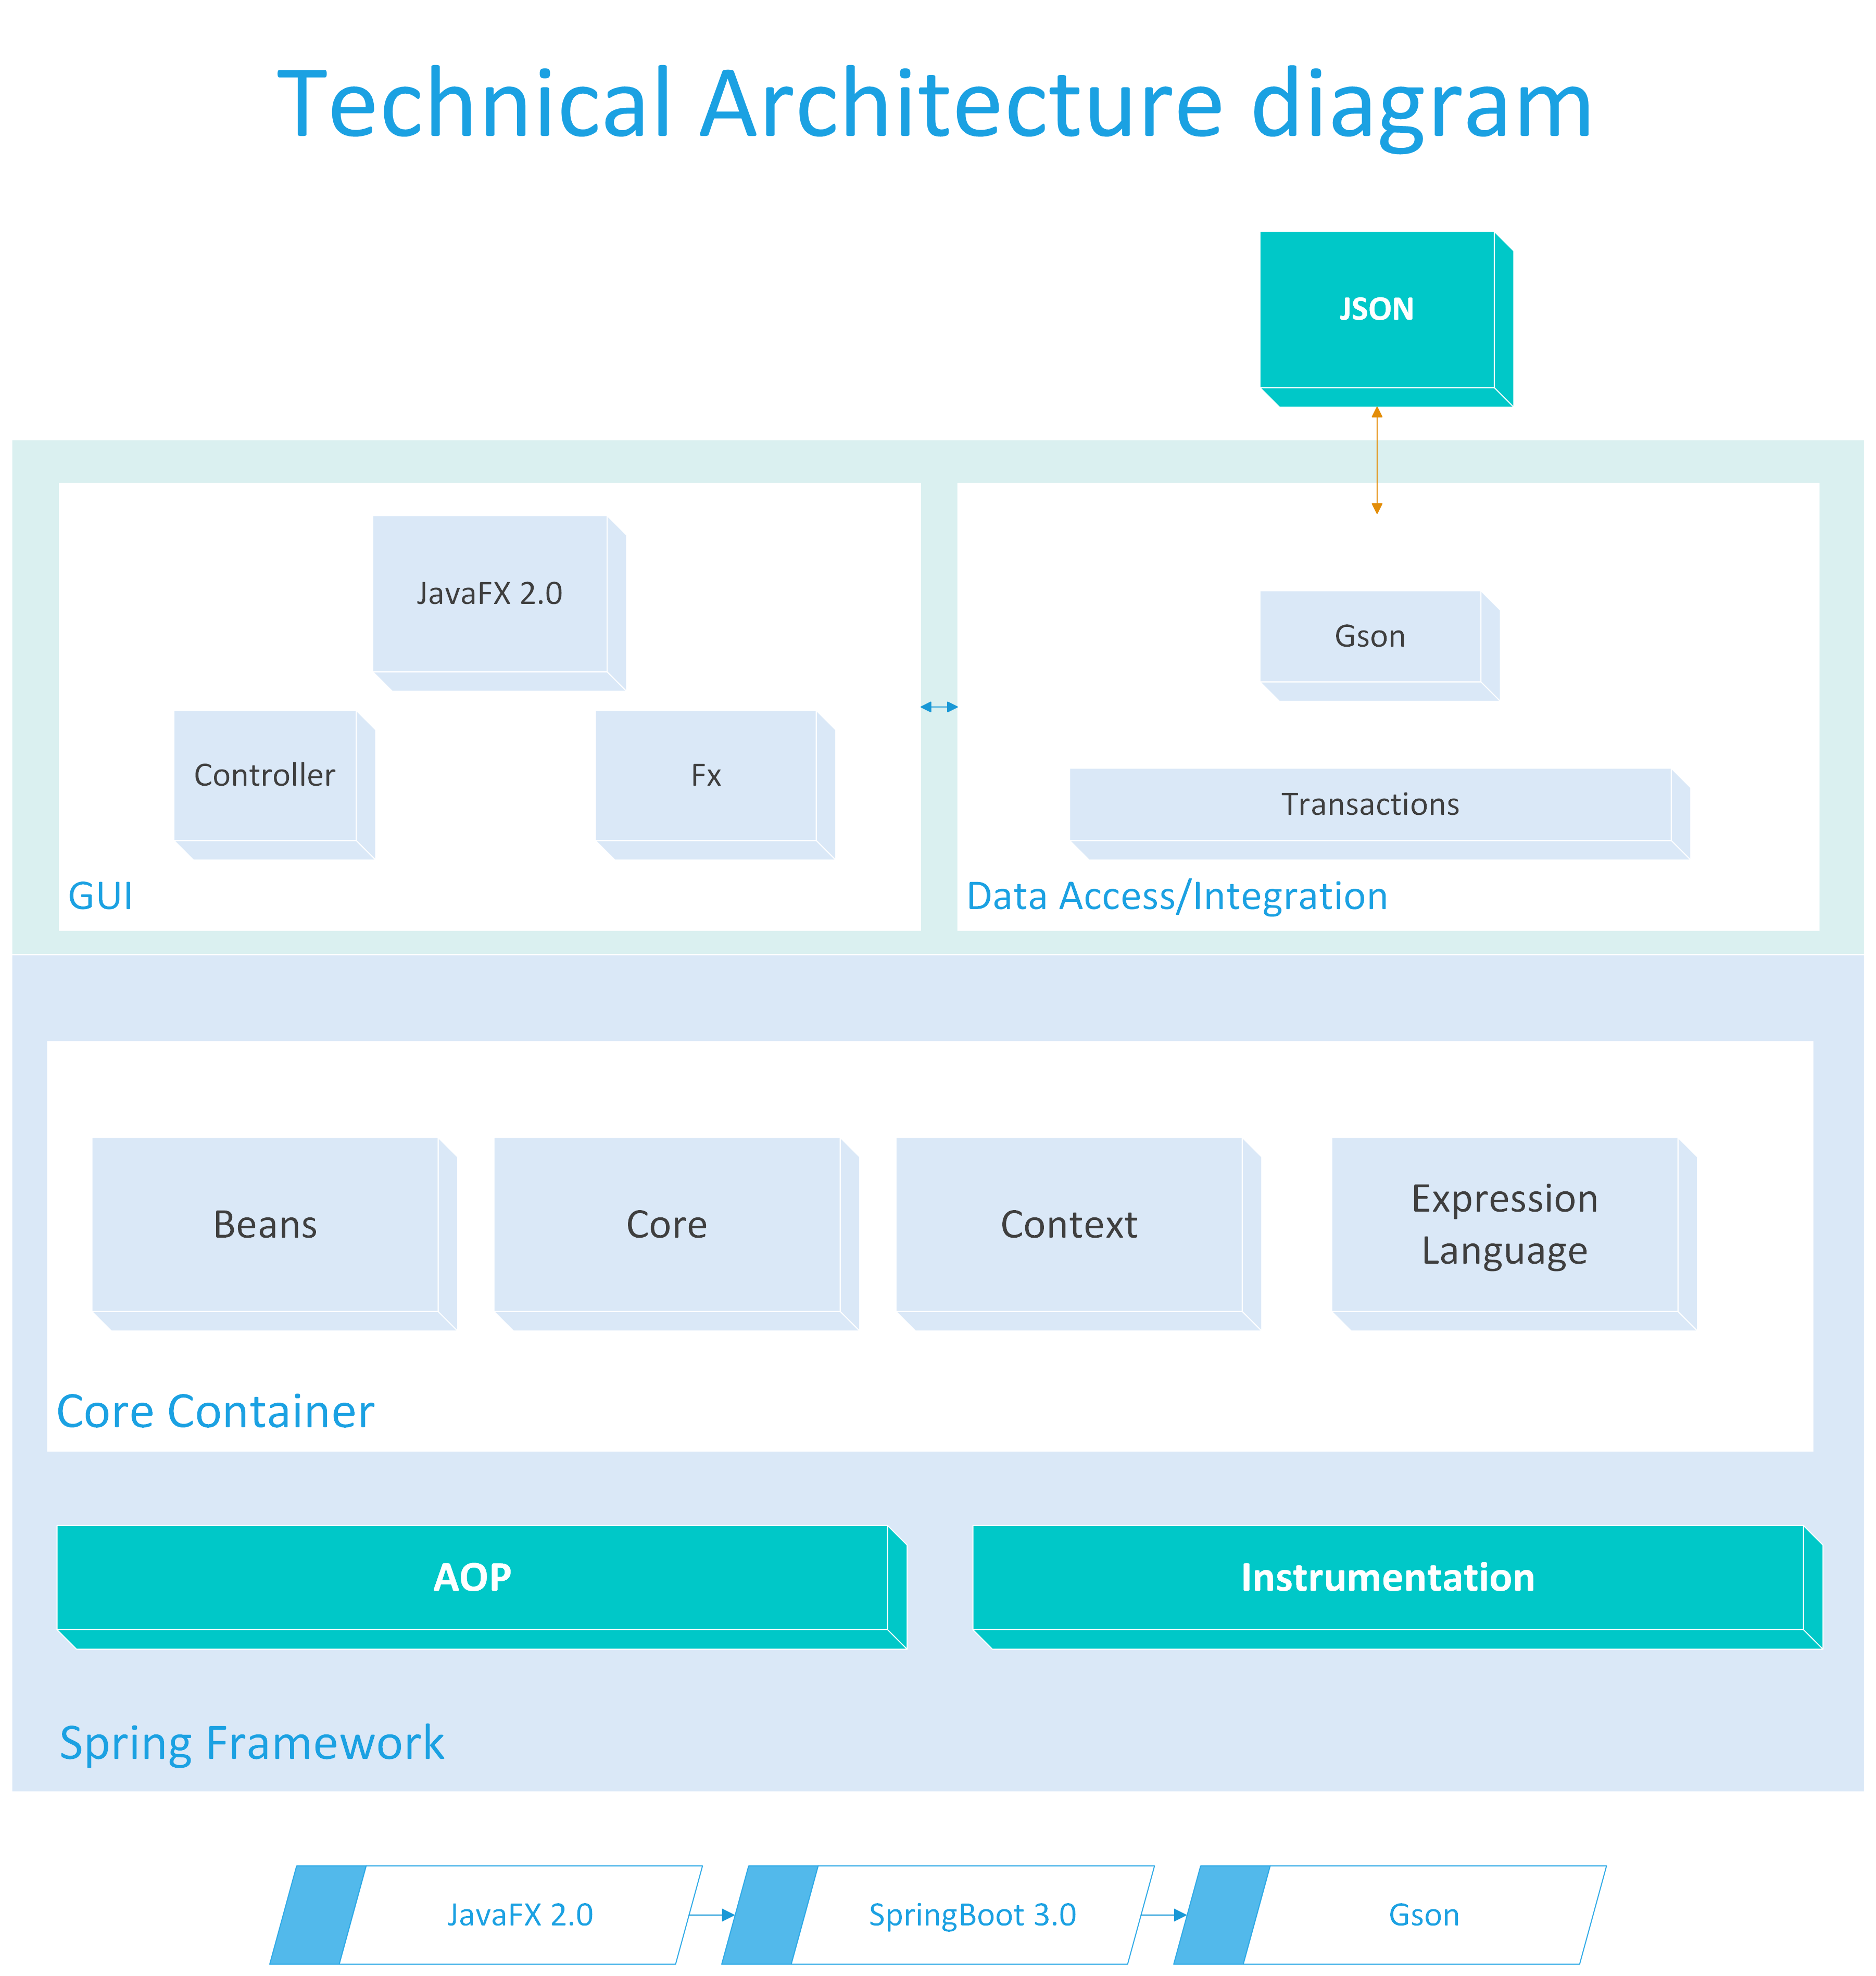 Technical Architecture diagram
JSON
JavaFX 2.0
Controller
Fx
GUI
Gson
Transactions
Data Access/Integration
Beans
Core
Context
Expression
Language
Core Container
AOP
Instrumentation
Spring Framework
JavaFX 2.0
SpringBoot 3.0
Gson